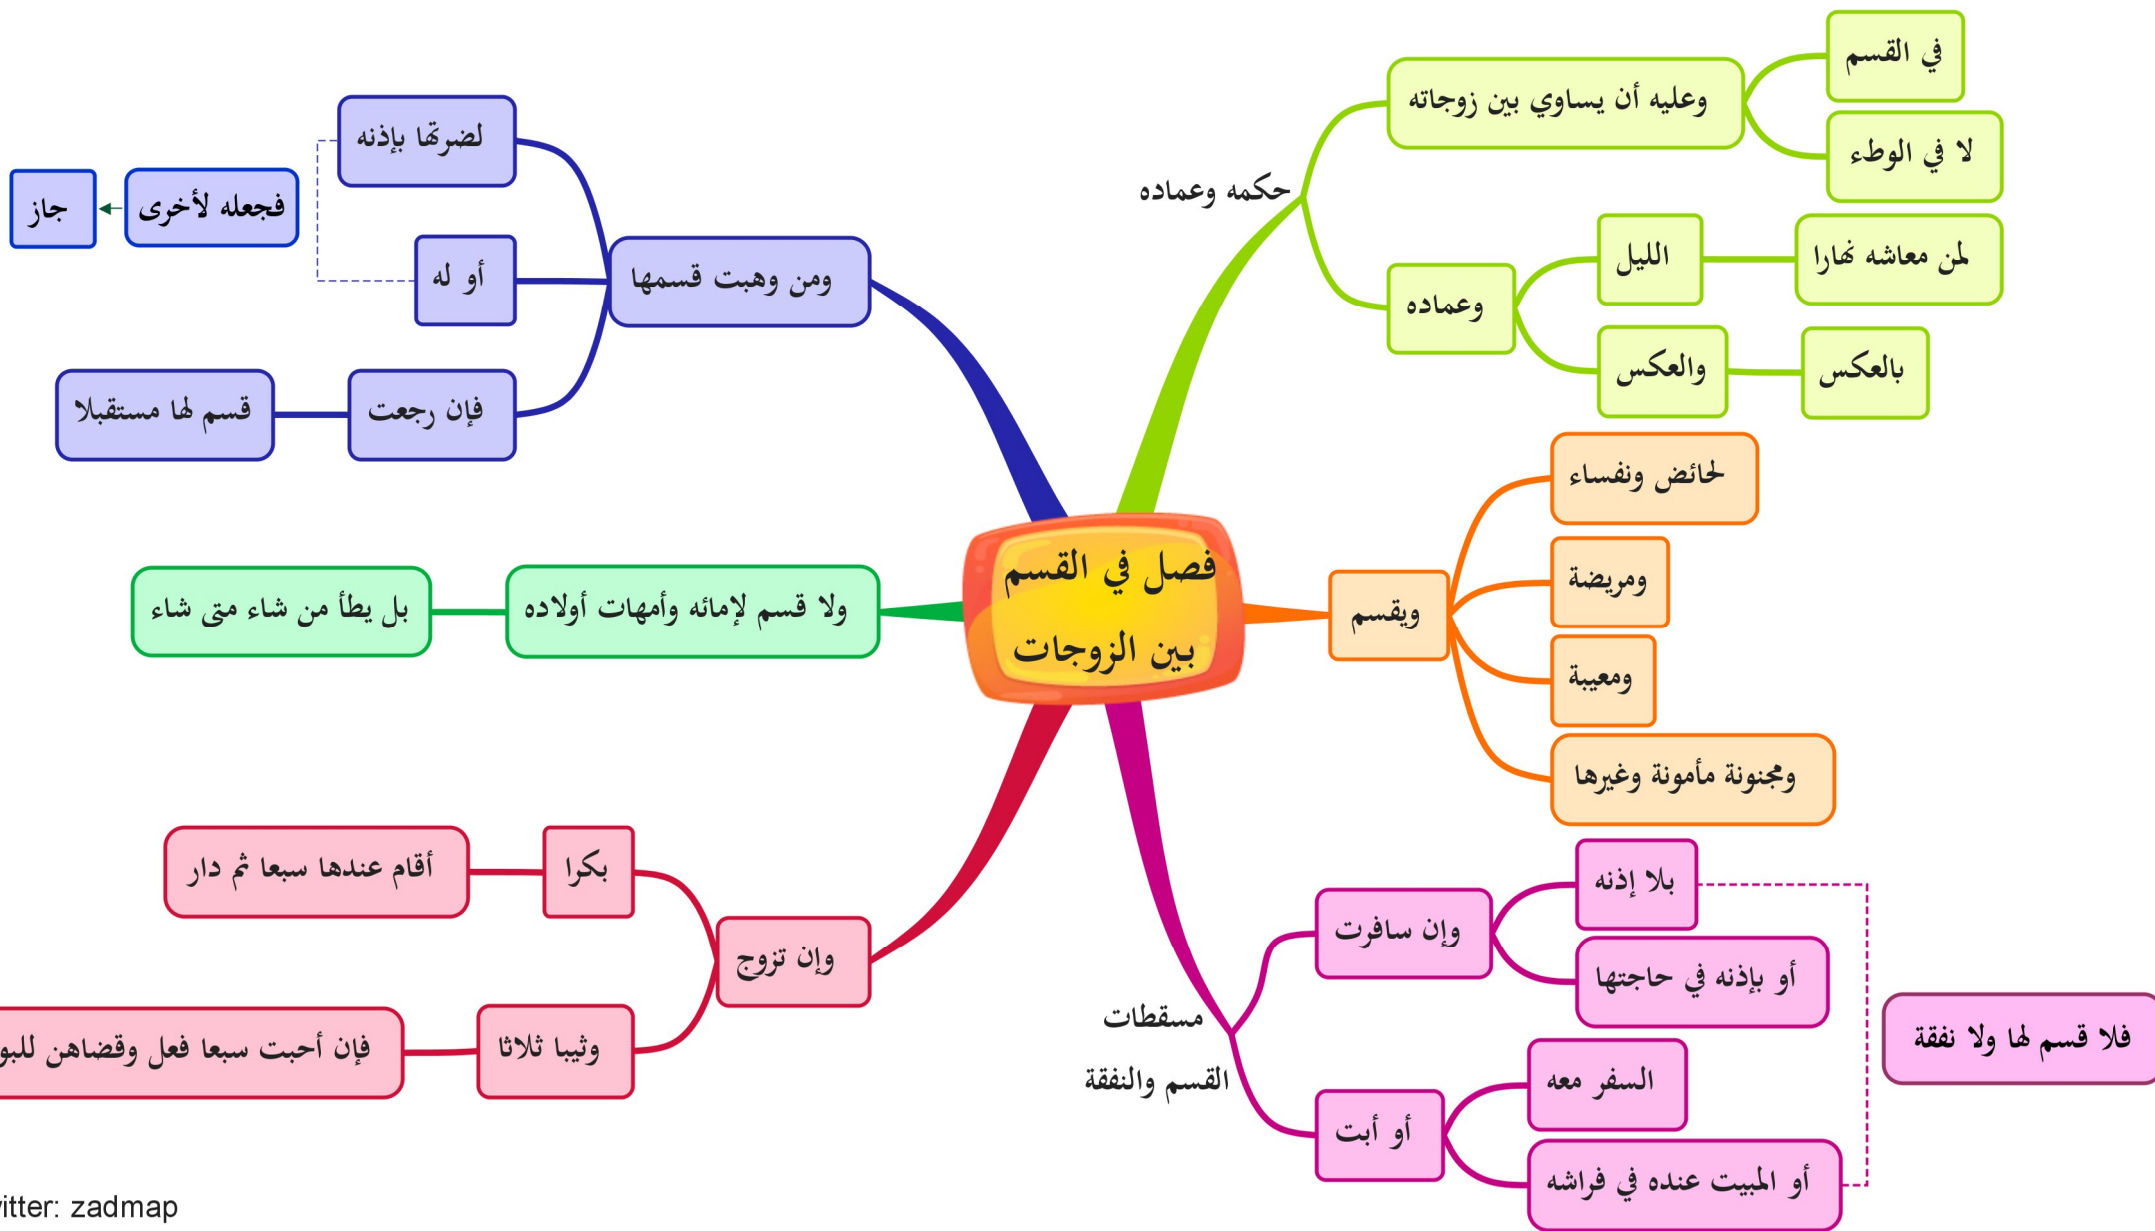 فصل في القسم
بين الزوجات
حكمه وعماده
وعليه أن يساوي بين زوجاته
في القسم
لا في الوطء
وعماده
الليل
لمن معاشه نهارا
والعكس
بالعكس
ويقسم
لحائض ونفساء
ومريضة
ومعيبة
ومجنونة مأمونة وغيرها
مسقطات
القسم والنفقة
وإن سافرت
بلا إذنه
أو بإذنه في حاجتها
أو أبت
السفر معه
أو المبيت عنده في فراشه
فلا قسم لها ولا نفقة
ومن وهبت قسمها
لضرتها بإذنه
أو له
فجعله لأخرى
جاز
فإن رجعت
قسم لها مستقبلا
ولا قسم لإمائه وأمهات أولاده
بل يطأ من شاء متى شاء
وإن تزوج
بكرا
أقام عندها سبعا ثم دار
وثيبا ثلاثا
فإن أحبت سبعا فعل وقضاهن
zadmap